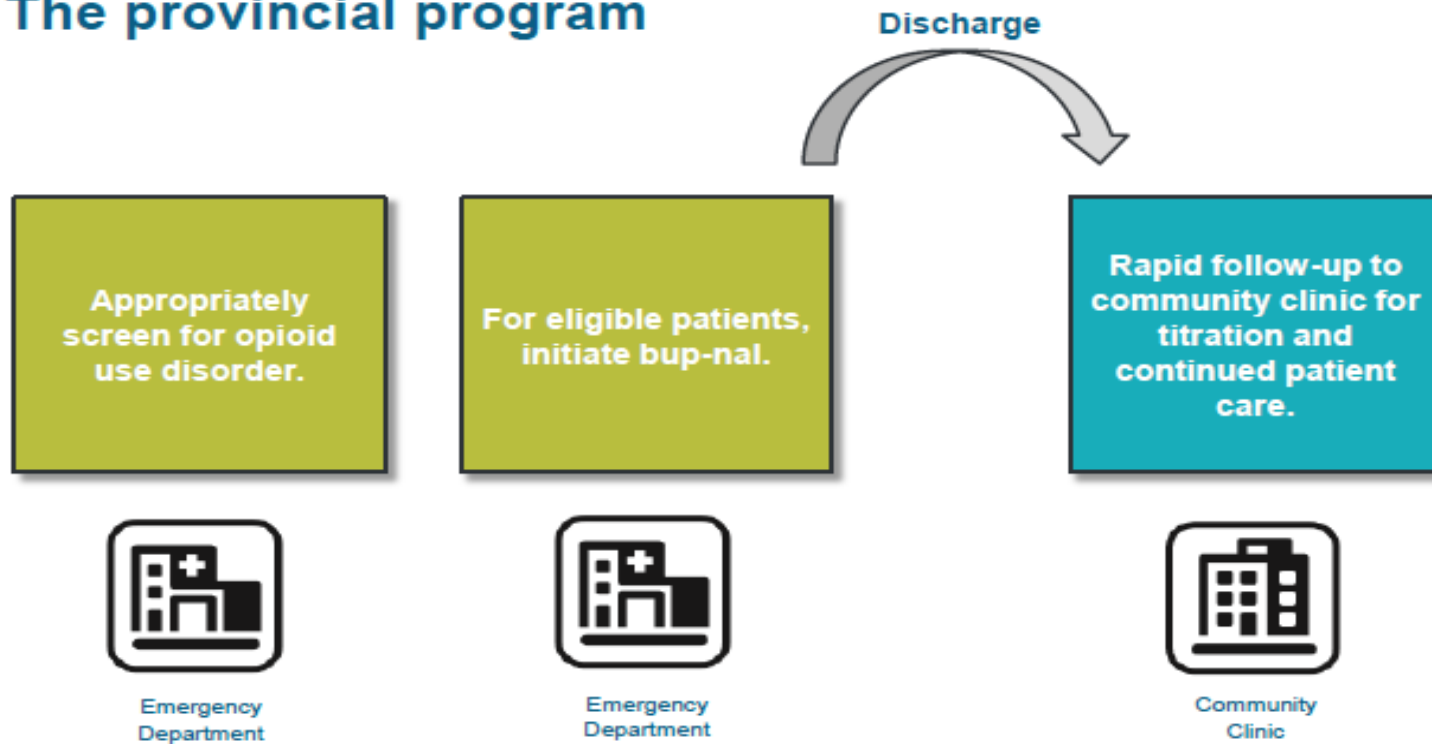 The provincial program
Discharge
Appropriately
screen for opioid
use disorder.
For eligible patients,
initiate bup-nal.
Rapid follow-up to
community clinic for
titration and
continued patient
care.
Emergency
Department
Emergency
Department
Community
Clinic